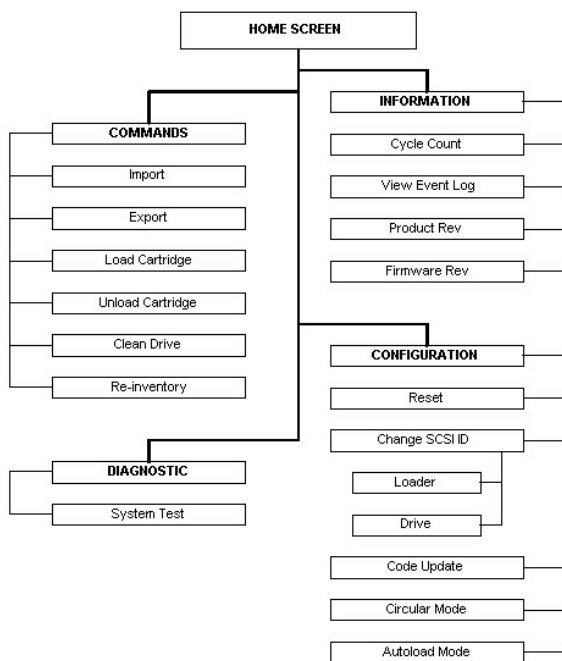 HOME SCREEN
COMMANDS
Import
Export
Load Cartridge
Unload Cartridge
Clean Drive
Re-inventory
DIAGNOSTIC
System Test
INFORMATION
Cycle Count
View Event Log
Product Rev
Firmware Rev
CONFIGURATION
Reset
Change SCSI ID
Loader
Drive
Code Update
Circular Mode
Autoload Mode